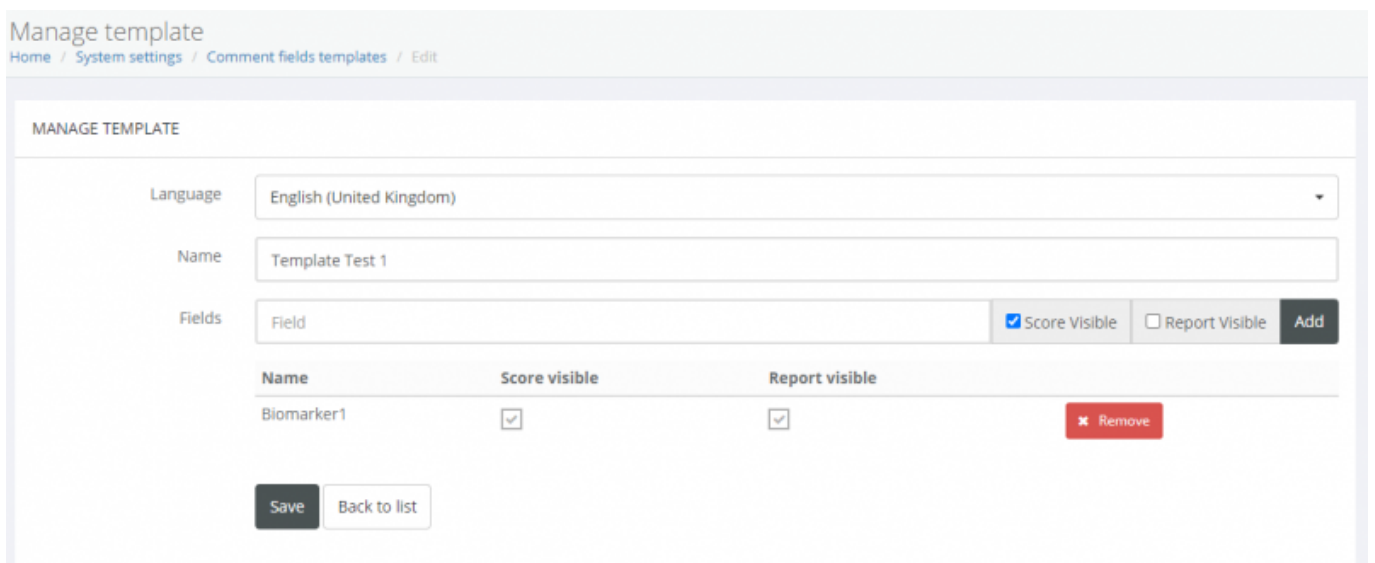 Manage template
Home / System settings / Comment fields templates / Edit
MANAGE TEMPLATE
Language English (United Kingdom)
Name Template Test 1
Fields Field Score Visible Report Visible Add
Name Score visible Report visible
Biomarker1 Remove
Save Back to list